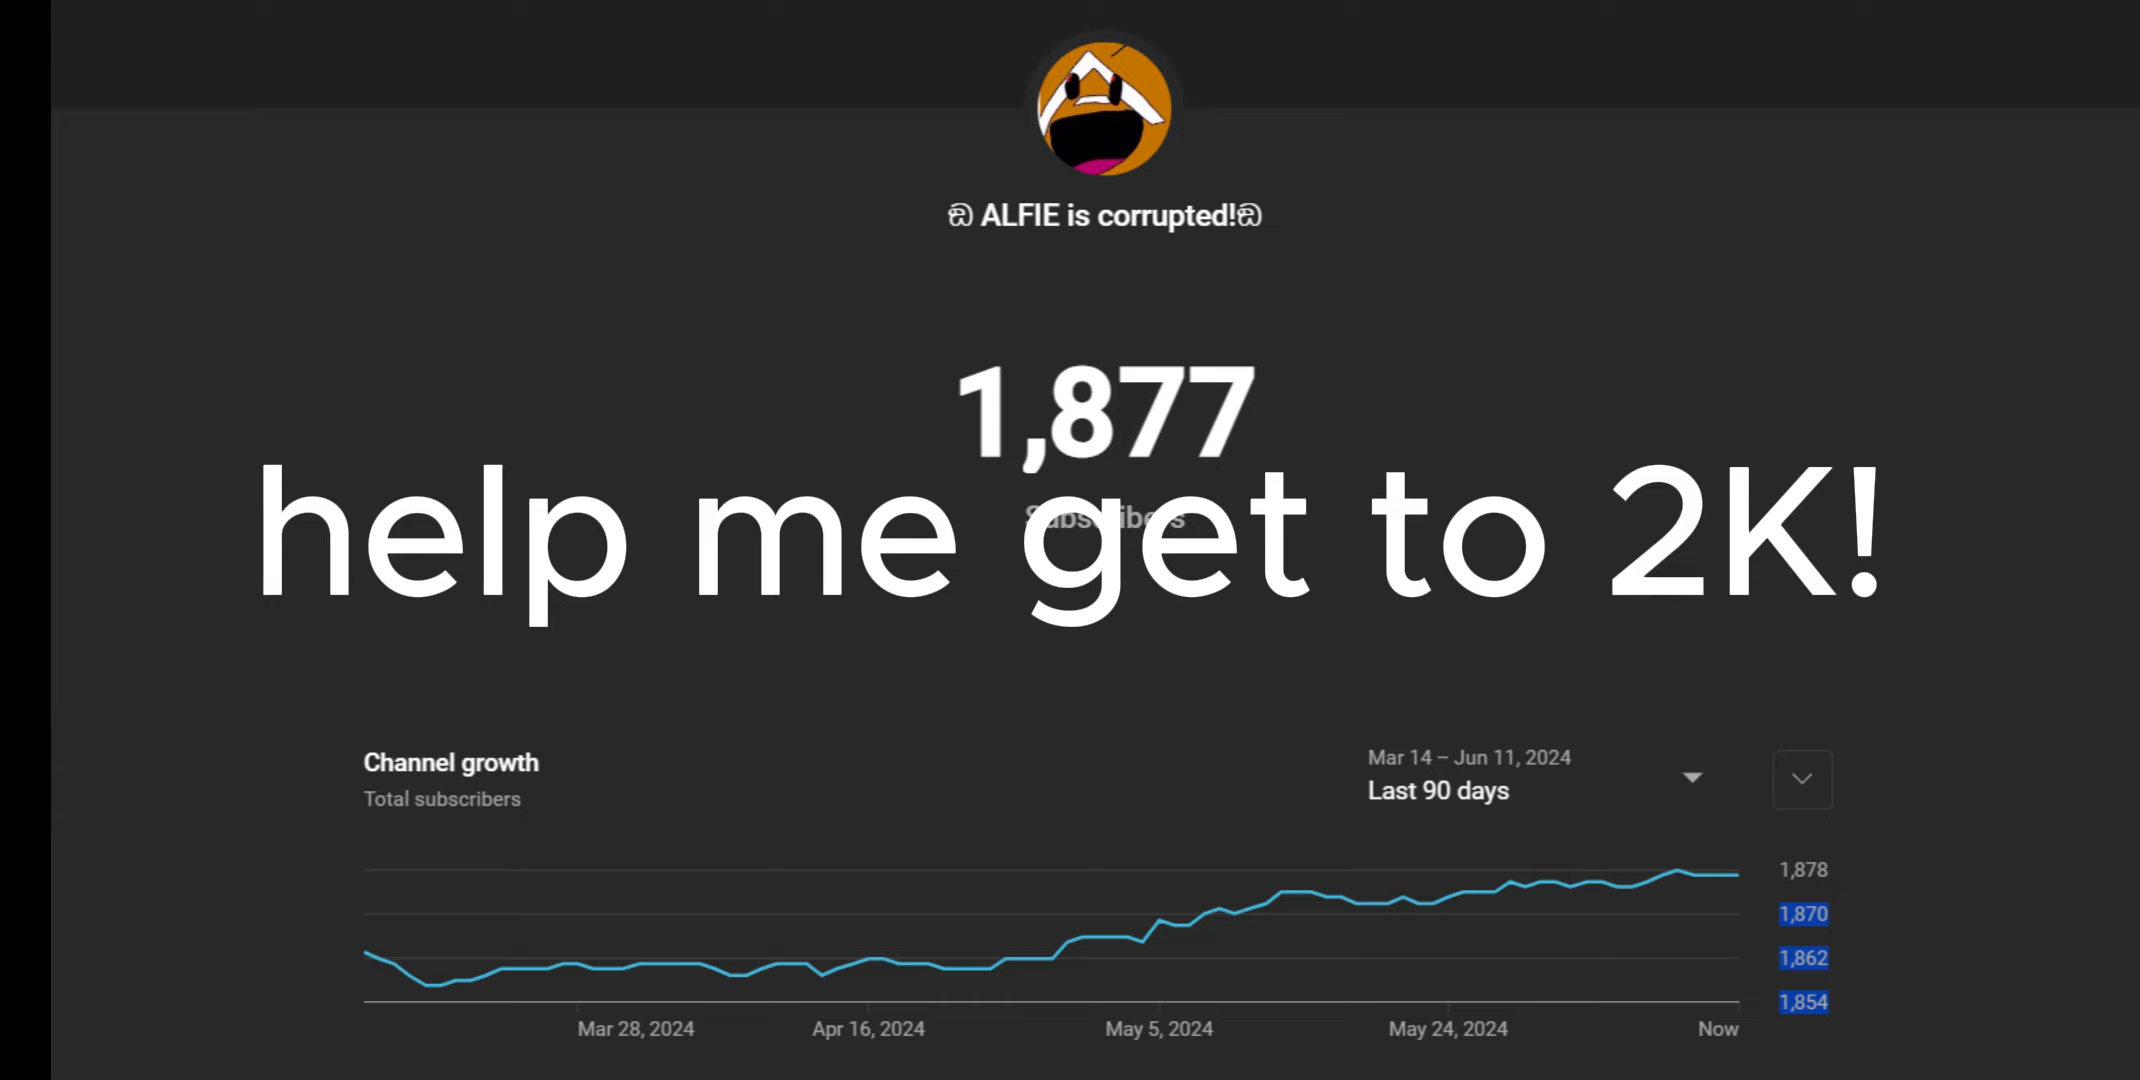 ඞ ALFIE is corrupted!ඞ
1,877
Subscribers
help me get to 2K!
Channel growth
Total subscribers
Mar 14 – Jun 11, 2024
Last 90 days
1,878
1,870
1,862
1,854
Mar 28, 2024
Apr 16, 2024
May 5, 2024
May 24, 2024
Now